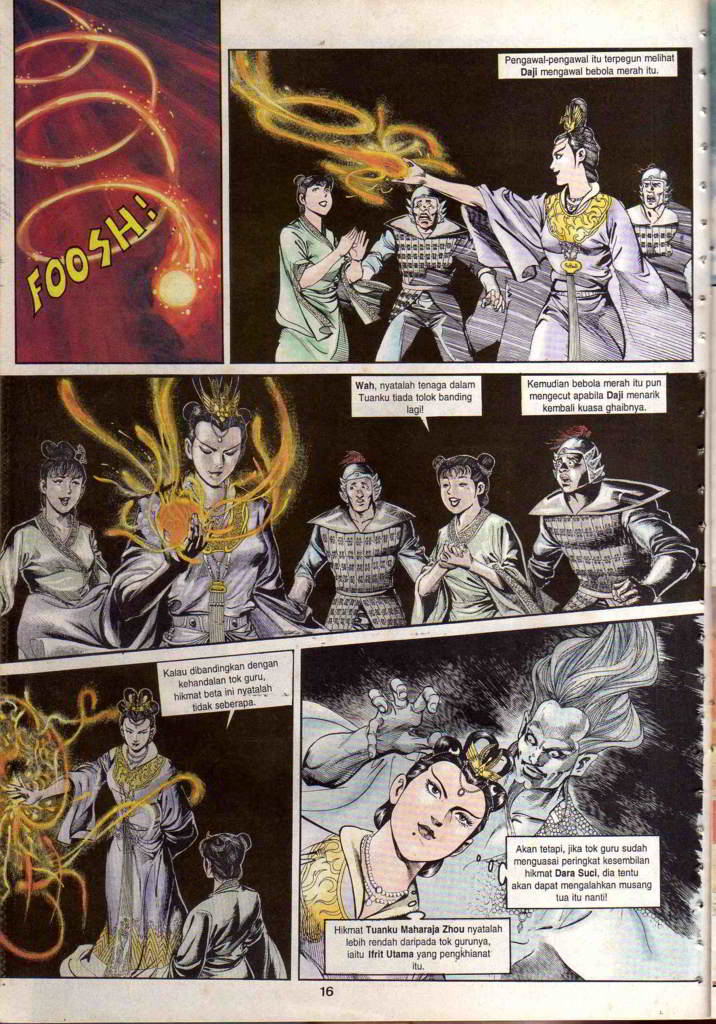 FOOSH!
Pengawal-pengawal itu terpegun melihat
Daji mengawal bebola merah itu.
Wah, nyatalah tenaga dalam
Tuanku tiada tolok banding
lagi!
Kemudian bebola merah itu pun
mengecut apabila Daji menarik
kembali kuasa ghaibnya.
Kalau dibandingkan dengan
kehandalan tok guru,
hikmat beta ini nyatalah
tidak seberapa.
Akan tetapi, jika tok guru sudah
menguasai peringkat kesembilan
hikmat Dara Suci, dia tentu
akan dapat mengalahkan musang
tua itu nanti!
Hikmat Tuanku Maharaja Zhou nyatalah
lebih rendah daripada tok gurunya,
iaitu Ifrit Utama yang pengkhianat
itu.
16